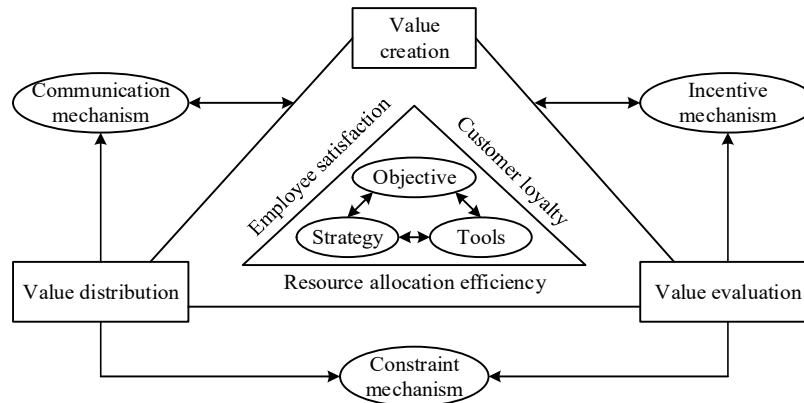 Value
creation
Communication
mechanism
Incentive
mechanism
Employee satisfaction
Customer loyalty
Objective
Strategy
Tools
Resource allocation efficiency
Value distribution
Value evaluation
Constraint
mechanism